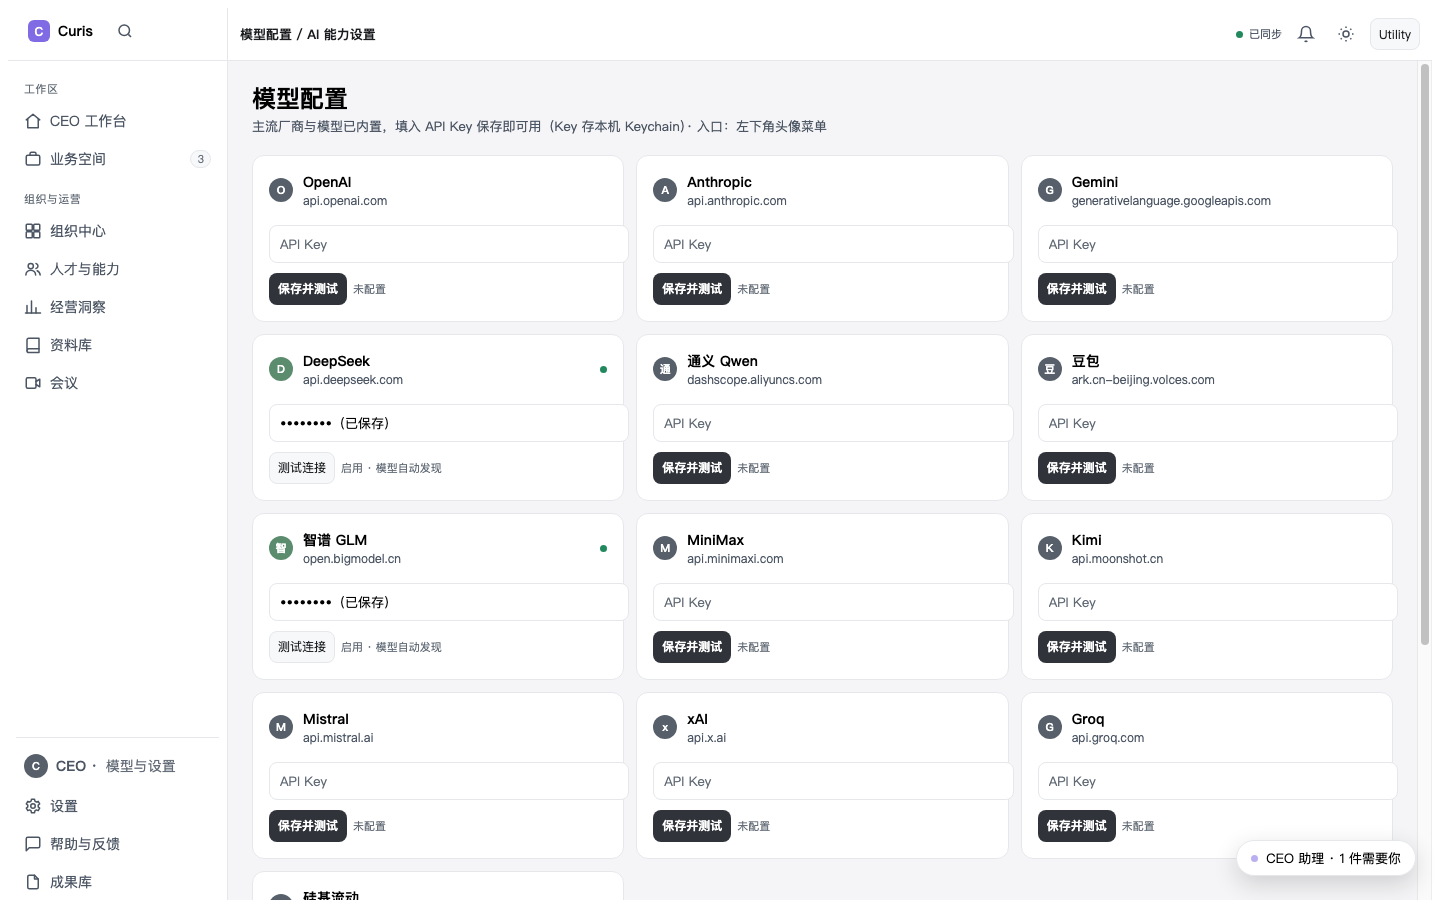 C Curis
模型配置 / AI 能力设置
已同步
Utility
工作区
CEO 工作台
业务空间 3
组织与运营
组织中心
人才与能力
经营洞察
资料库
会议
C CEO · 模型与设置
设置
帮助与反馈
成果库
模型配置
主流厂商与模型已内置，填入 API Key 保存即可用（Key 存本机 Keychain）· 入口：左下角头像菜单
O OpenAI
api.openai.com
API Key
保存并测试 未配置
A Anthropic
api.anthropic.com
API Key
保存并测试 未配置
G Gemini
generativelanguage.googleapis.com
API Key
保存并测试 未配置
D DeepSeek
api.deepseek.com
••••••••（已保存）
测试连接 启用 · 模型自动发现
通 通义 Qwen
dashscope.aliyuncs.com
API Key
保存并测试 未配置
豆 豆包
ark.cn-beijing.volces.com
API Key
保存并测试 未配置
智 智谱 GLM
open.bigmodel.cn
••••••••（已保存）
测试连接 启用 · 模型自动发现
M MiniMax
api.minimaxi.com
API Key
保存并测试 未配置
K Kimi
api.moonshot.cn
API Key
保存并测试 未配置
M Mistral
api.mistral.ai
API Key
保存并测试 未配置
x xAI
api.x.ai
API Key
保存并测试 未配置
G Groq
api.groq.com
API Key
保存并测试 未配置
硅基流动
CEO 助理 · 1 件需要你